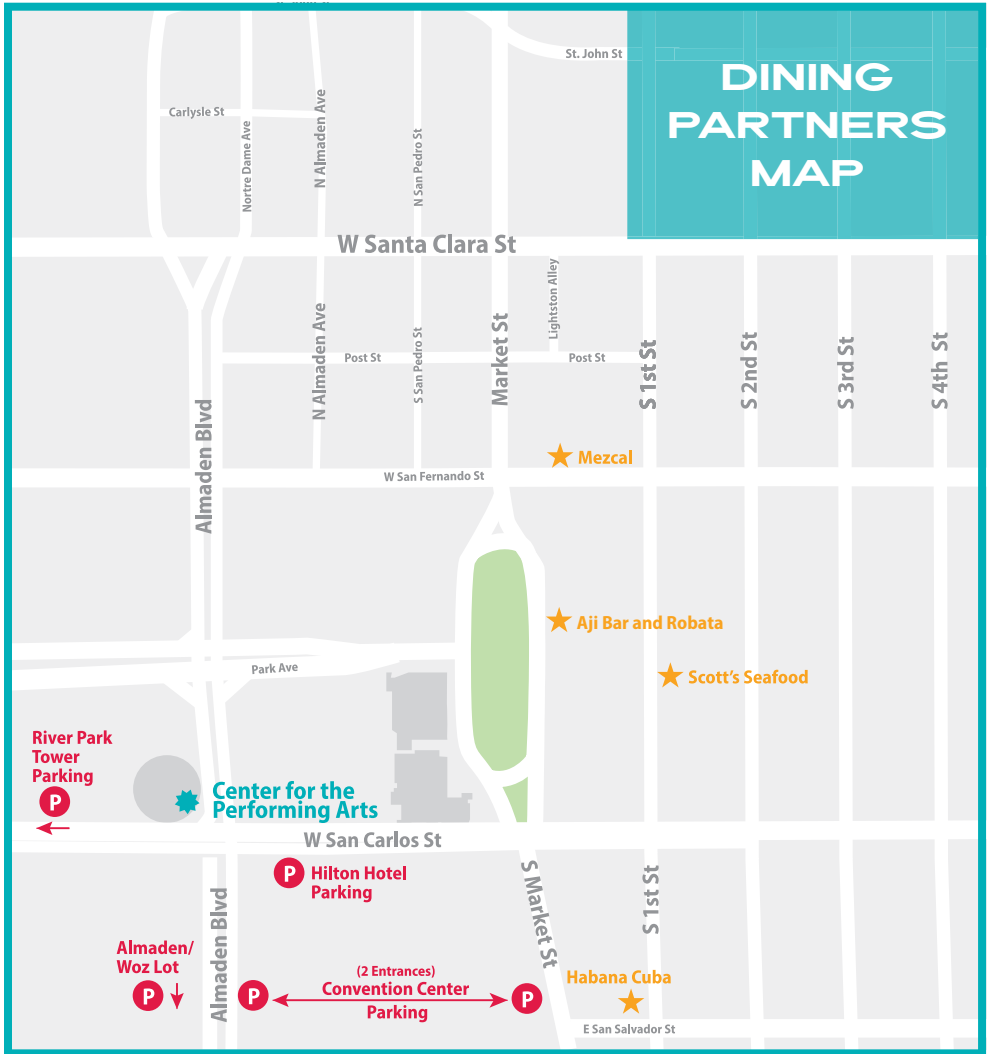 St. John St
DINING
PARTNERS
MAP
Carlysle St
Nortre Dame Ave
N Almaden Ave
N San Pedro St
W Santa Clara St
Lightston Alley
N Almaden Ave
S San Pedro St
Market St
Post St
Post St
S 1st St
S 2nd St
S 3rd St
S 4th St
Almaden Blvd
Mezcal
W San Fernando St
Aji Bar and Robata
Park Ave
Scott's Seafood
River Park
Tower
Parking
P
Center for the
Performing Arts
W San Carlos St
P
Hilton Hotel
Parking
S Market St
S 1st St
Almaden Blvd
Almaden/
Woz Lot
P
P
(2 Entrances)
Convention Center
Parking
P
Habana Cuba
E San Salvador St